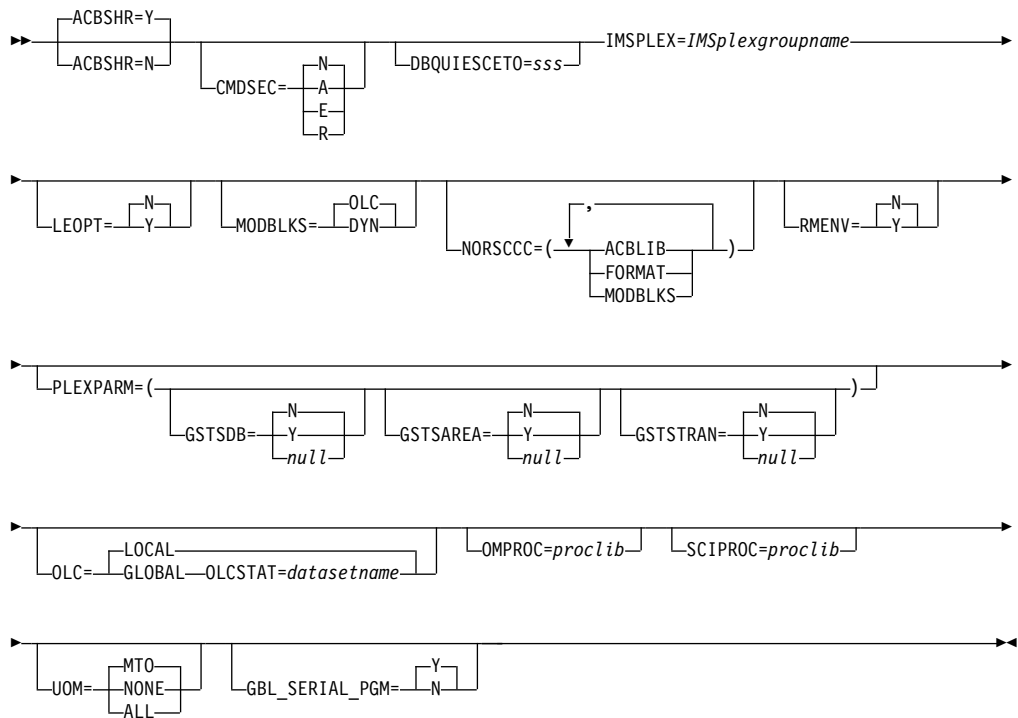 ACBSHR=Y
ACBSHR=N
CMDSEC=
N
A
E
R
DBQUIESCETO=sss
IMSPLEX=IMSplexgroupname
LEOPT=
N
Y
MODBLKS=
OLC
DYN
NORSCCC=(
,
ACBLIB
FORMAT
MODBLKS
)
RMENV=
N
Y
PLEXPARM=(
GSTSDB=
N
Y
null
GSTSAREA=
N
Y
null
GSTSTRAN=
N
Y
null
)
OLC=
LOCAL
GLOBAL OLCSTAT=datasetname
OMPROC=proclib
SCIPROC=proclib
UOM=
MTO
NONE
ALL
GBL_SERIAL_PGM=
Y
N